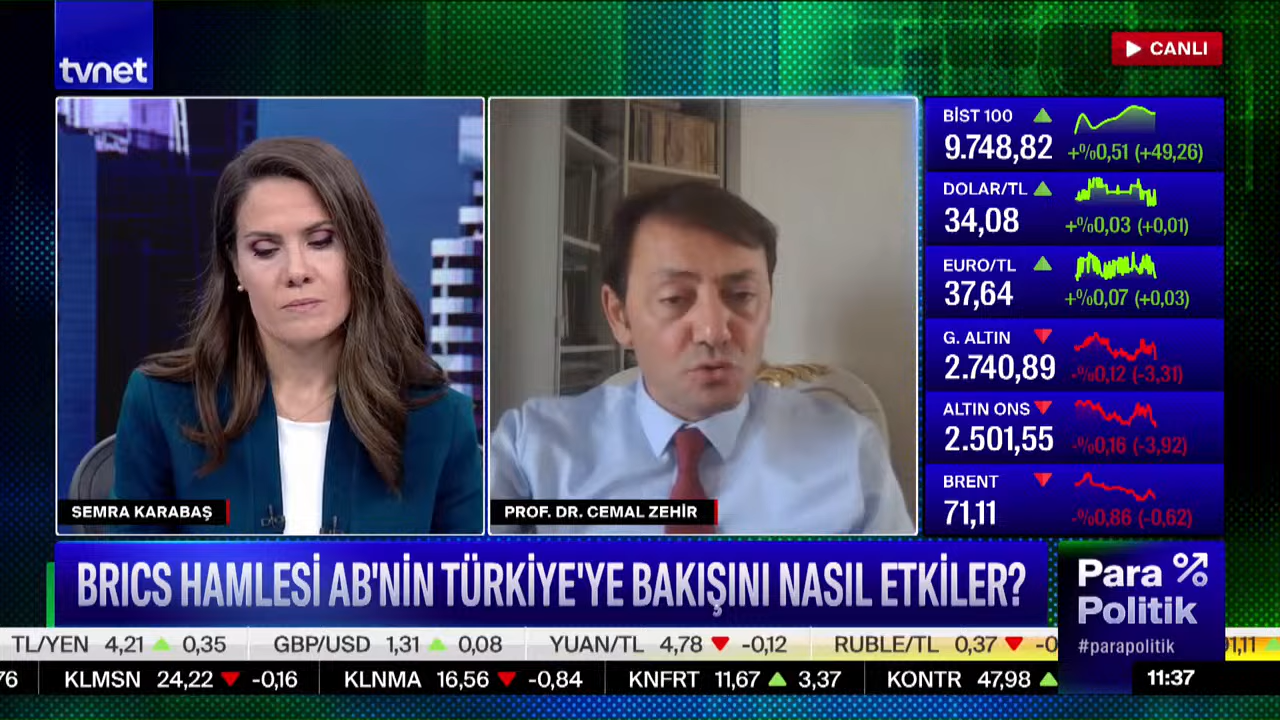 tvnet
CANLI
BİST 100
9.748,82
+%0,51 (+49,26)
DOLAR/TL
34,08
+%0,03 (+0,01)
EURO/TL
37,64
+%0,07 (+0,03)
G. ALTIN
2.740,89
-%0,12 (-3,31)
ALTIN ONS
2.501,55
-%0,16 (-3,92)
BRENT
71,11
-%0,86 (-0,62)
SEMRA KARABAŞ
PROF. DR. CEMAL ZEHİR
BRICS HAMLESİ AB'NİN TÜRKİYE'YE BAKIŞINI NASIL ETKİLER?
Para %
Politik
#parapolitik
TL/YEN 4,21 0,35 GBP/USD 1,31 0,08 YUAN/TL 4,78 -0,12 RUBLE/TL 0,37 -0
76 KLMSN 24,22 -0,16 KLNMA 16,56 -0,84 KNFRT 11,67 3,37 KONTR 47,98
11:37